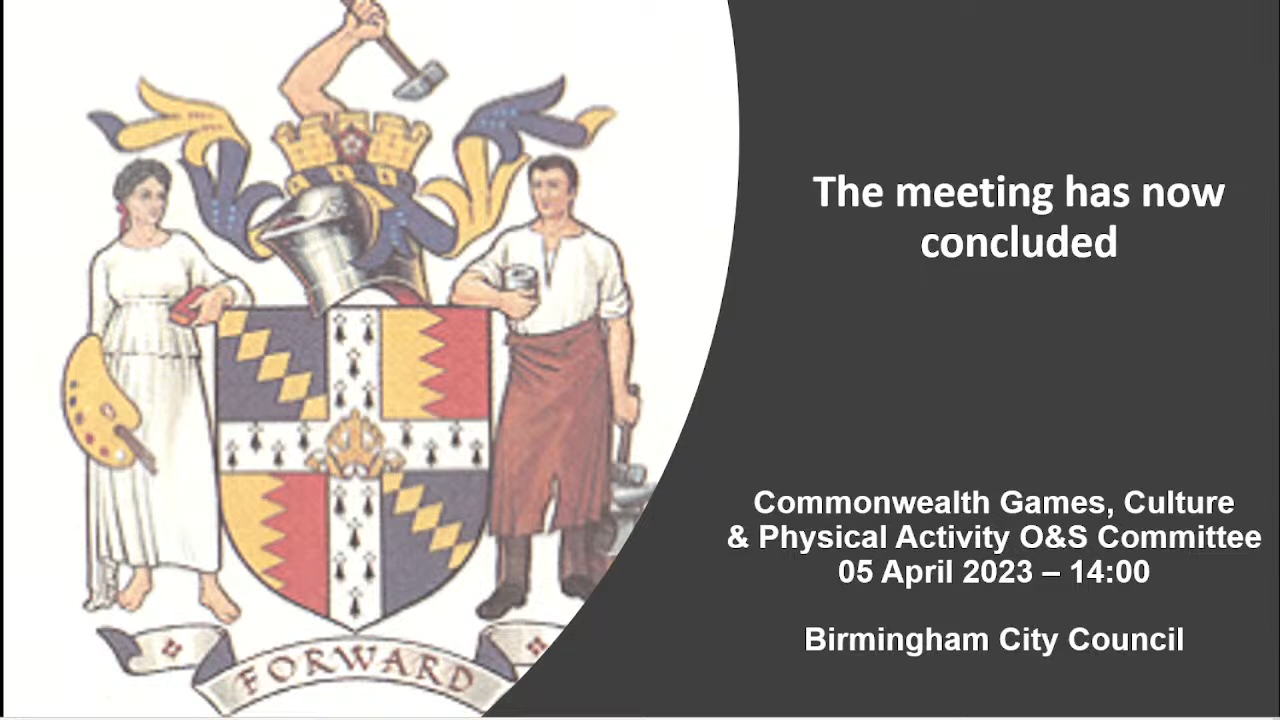 The meeting has now
concluded
Commonwealth Games, Culture
& Physical Activity O&S Committee
05 April 2023 – 14:00
Birmingham City Council
FORWARD